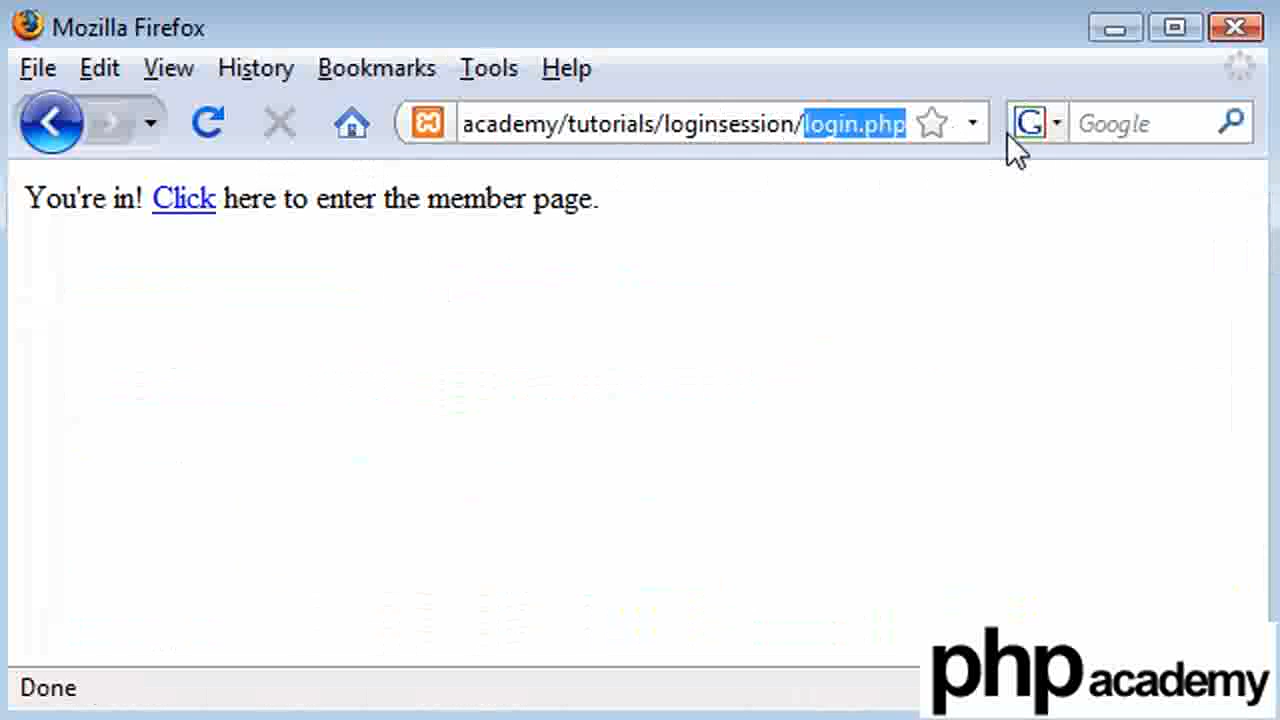 Mozilla Firefox
File Edit View History Bookmarks Tools Help
academy/tutorials/loginsession/login.php G Google
You're in! Click here to enter the member page.
Done
php academy